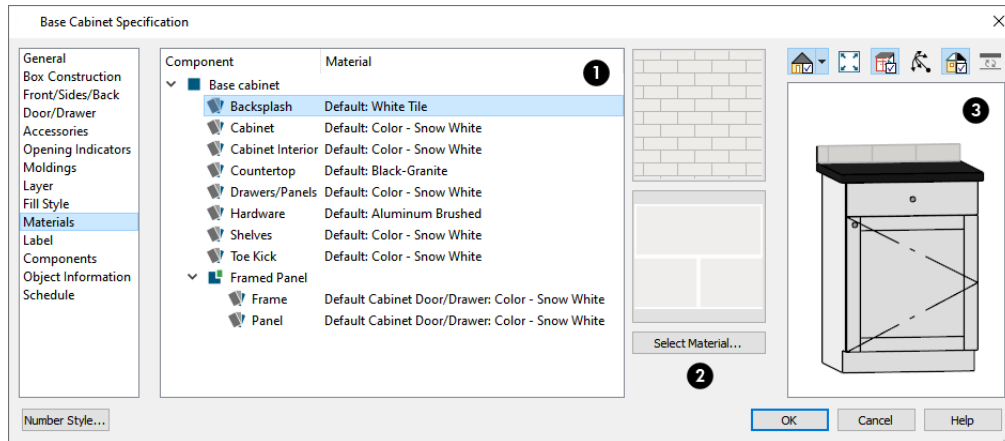 Base Cabinet Specification
General
Box Construction
Front/Sides/Back
Door/Drawer
Accessories
Opening Indicators
Moldings
Layer
Fill Style
Materials
Label
Components
Object Information
Schedule
Component Material 1
Base cabinet
Backsplash Default: White Tile
Cabinet Default: Color - Snow White
Cabinet Interior Default: Color - Snow White
Countertop Default: Black-Granite
Drawers/Panels Default: Color - Snow White
Hardware Default: Aluminum Brushed
Shelves Default: Color - Snow White
Toe Kick Default: Color - Snow White
Framed Panel
Frame Default Cabinet Door/Drawer: Color - Snow White
Panel Default Cabinet Door/Drawer: Color - Snow White
Select Material...
2
3
Number Style...
OK Cancel Help